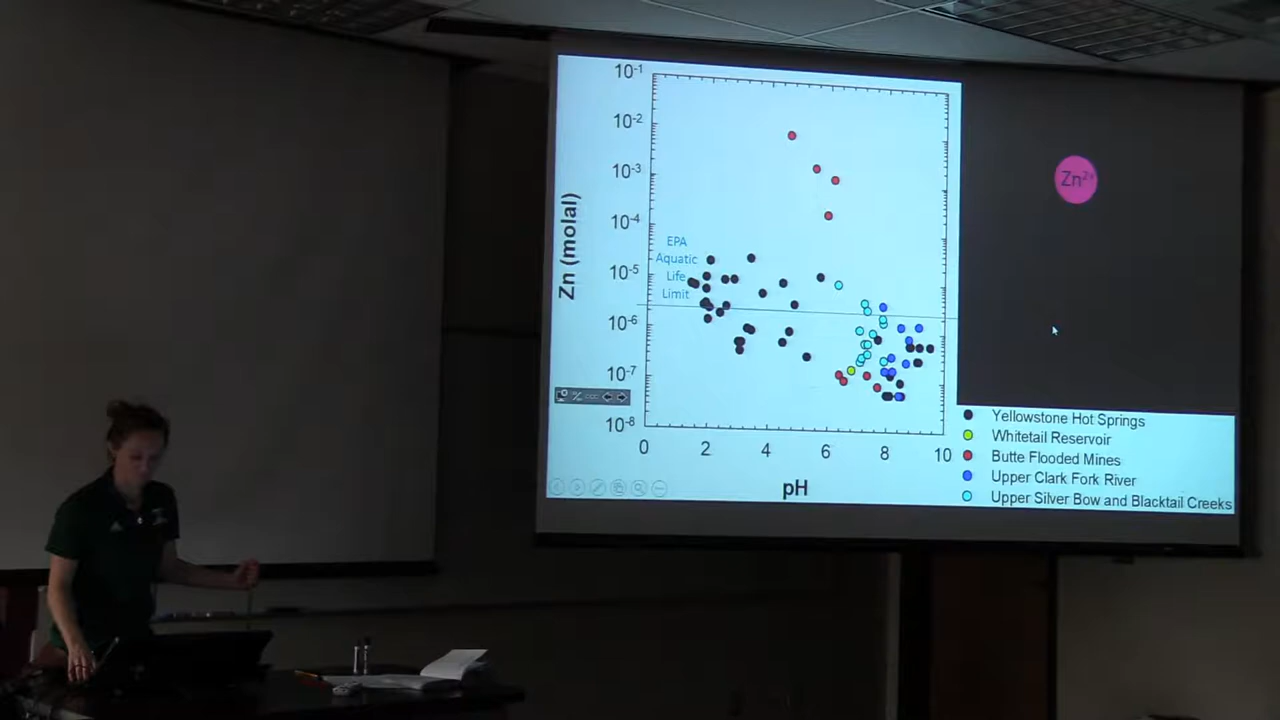 10-1
10-2
10-3
10-4
10-5
10-6
10-7
10-8
Zn (molal)
EPA
Aquatic
Life
Limit
0 2 4 6 8 10
pH
Zn2+
Yellowstone Hot Springs
Whitetail Reservoir
Butte Flooded Mines
Upper Clark Fork River
Upper Silver Bow and Blacktail Creeks